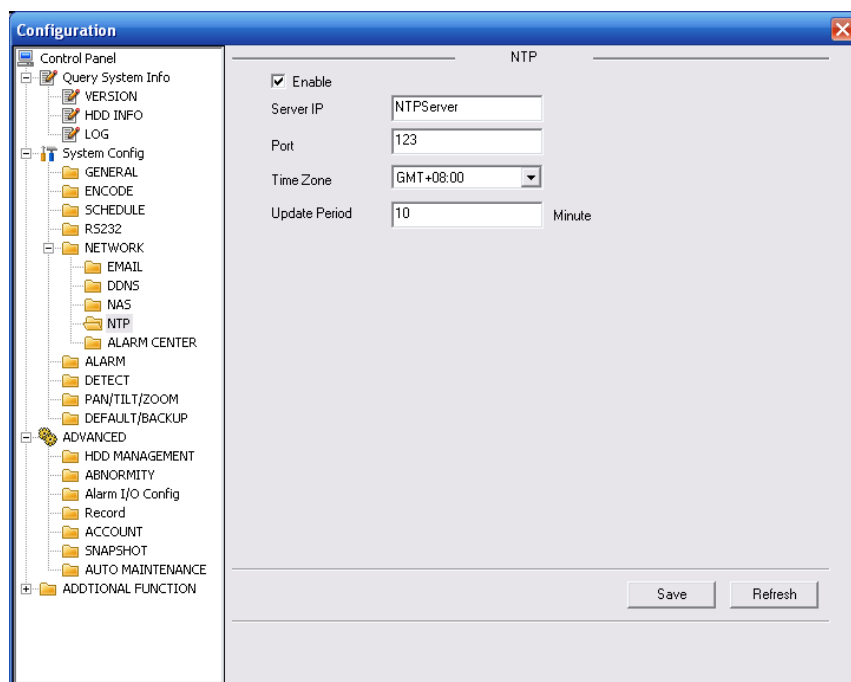 Configuration
Control Panel
Query System Info
VERSION
HDD INFO
LOG
System Config
GENERAL
ENCODE
SCHEDULE
RS232
NETWORK
EMAIL
DDNS
NAS
NTP
ALARM CENTER
ALARM
DETECT
PAN/TILT/ZOOM
DEFAULT/BACKUP
ADVANCED
HDD MANAGEMENT
ABNORMITY
Alarm I/O Config
Record
ACCOUNT
SNAPSHOT
AUTO MAINTENANCE
ADDTIONAL FUNCTION
NTP
Enable
Server IP NTPServer
Port 123
Time Zone GMT+08:00
Update Period 10 Minute
Save Refresh